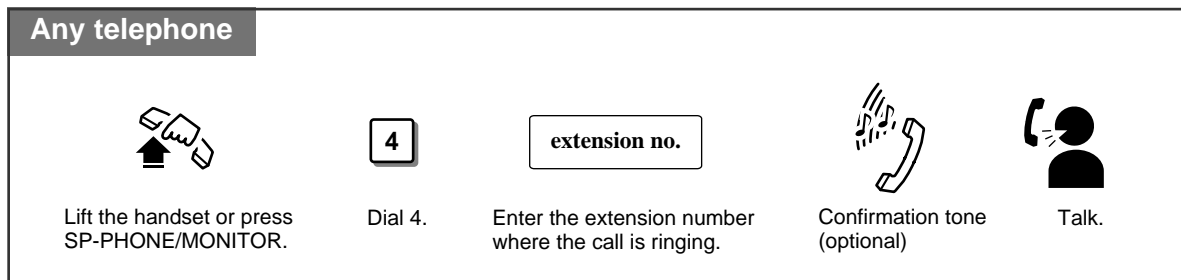 Any telephone
4
extension no.
Lift the handset or press
SP-PHONE/MONITOR.
Dial 4.
Enter the extension number
where the call is ringing.
Confirmation tone
(optional)
Talk.